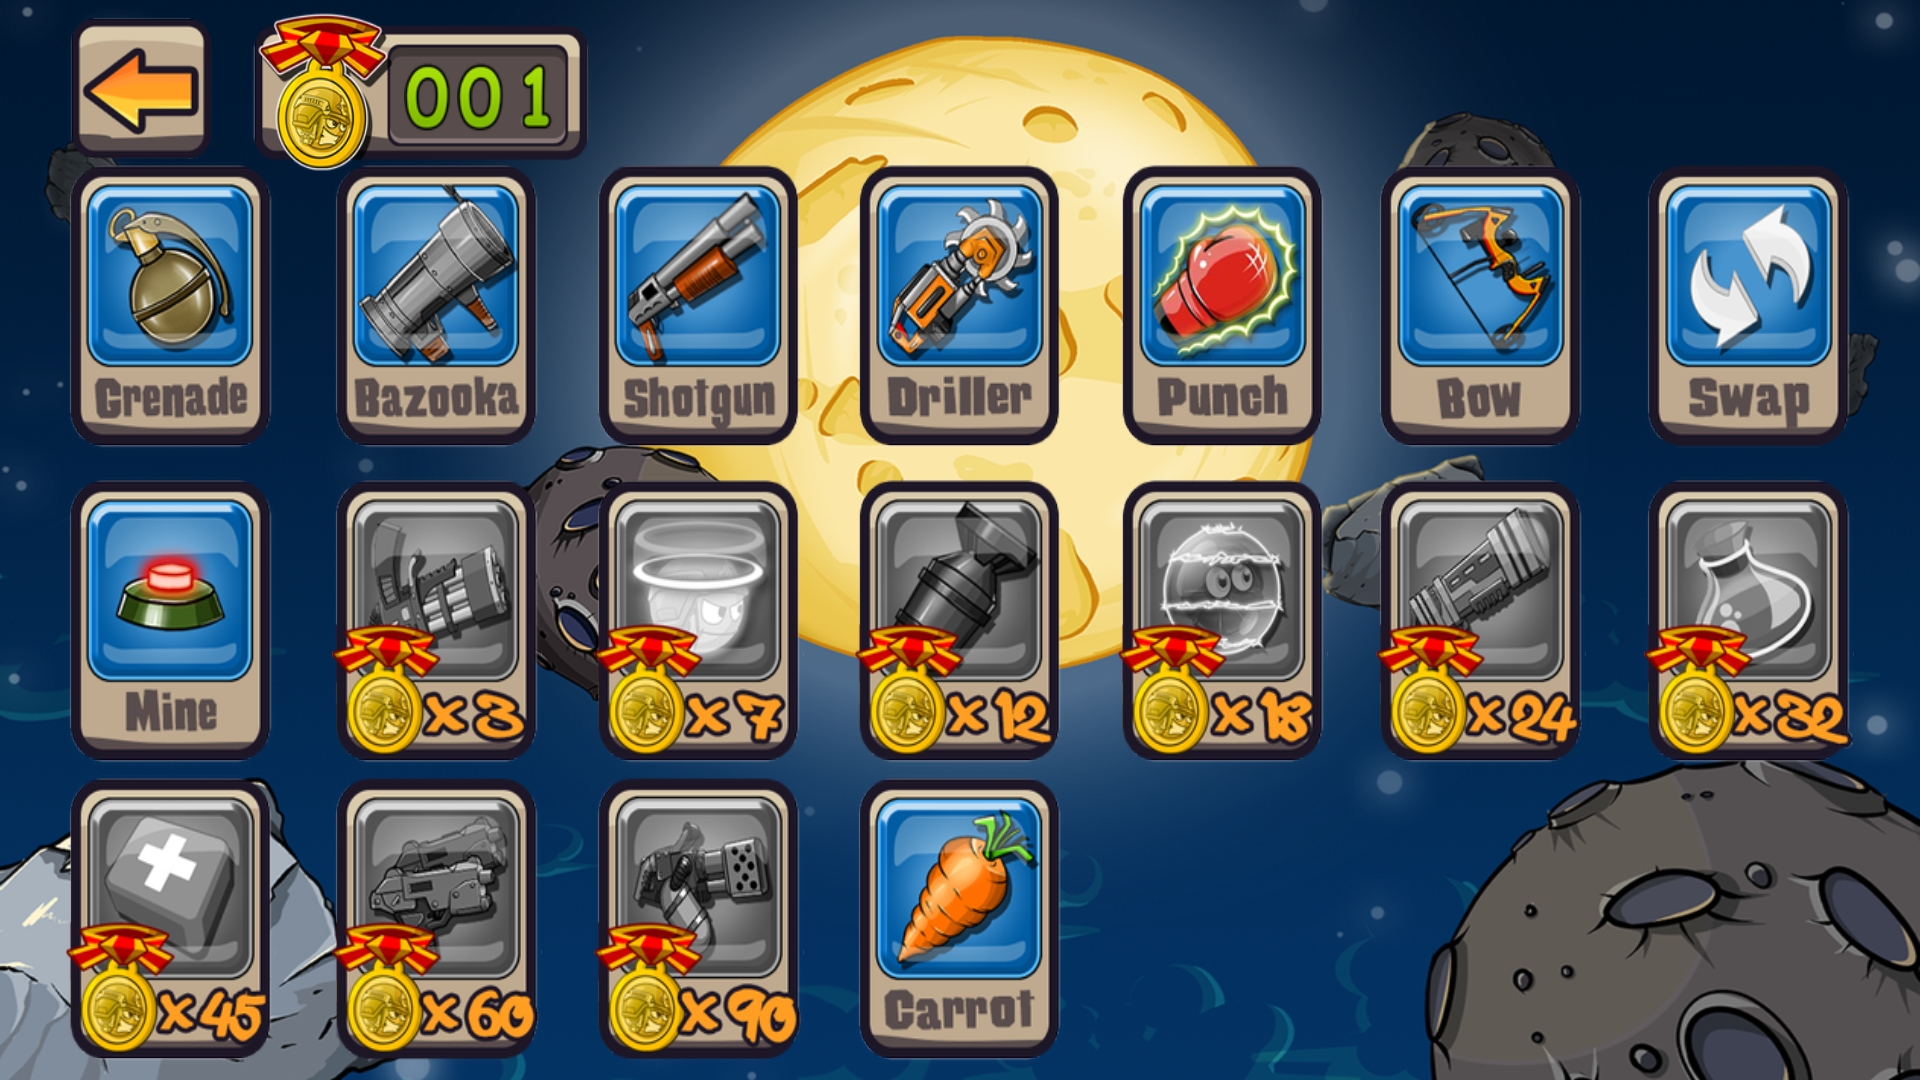 001
Grenade
Bazooka
Shotgun
Driller
Punch
Bow
Swap
Mine
x3
x7
x12
x18
x24
x32
x45
x60
x90
Carrot